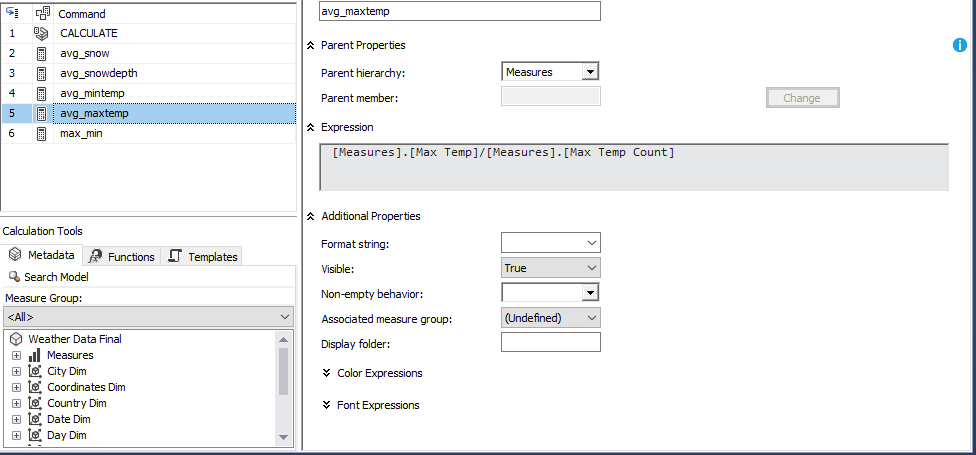 Command
1 CALCULATE
2 avg_snow
3 avg_snowdepth
4 avg_mintemp
5 avg_maxtemp
6 max_min
Calculation Tools
Metadata Functions Templates
Search Model
Measure Group:
<All>
Weather Data Final
Measures
City Dim
Coordinates Dim
Country Dim
Date Dim
Day Dim
avg_maxtemp
Parent Properties
Parent hierarchy: Measures
Parent member: Change
Expression
[Measures].[Max Temp]/[Measures].[Max Temp Count]
Additional Properties
Format string:
Visible: True
Non-empty behavior:
Associated measure group: (Undefined)
Display folder:
Color Expressions
Font Expressions